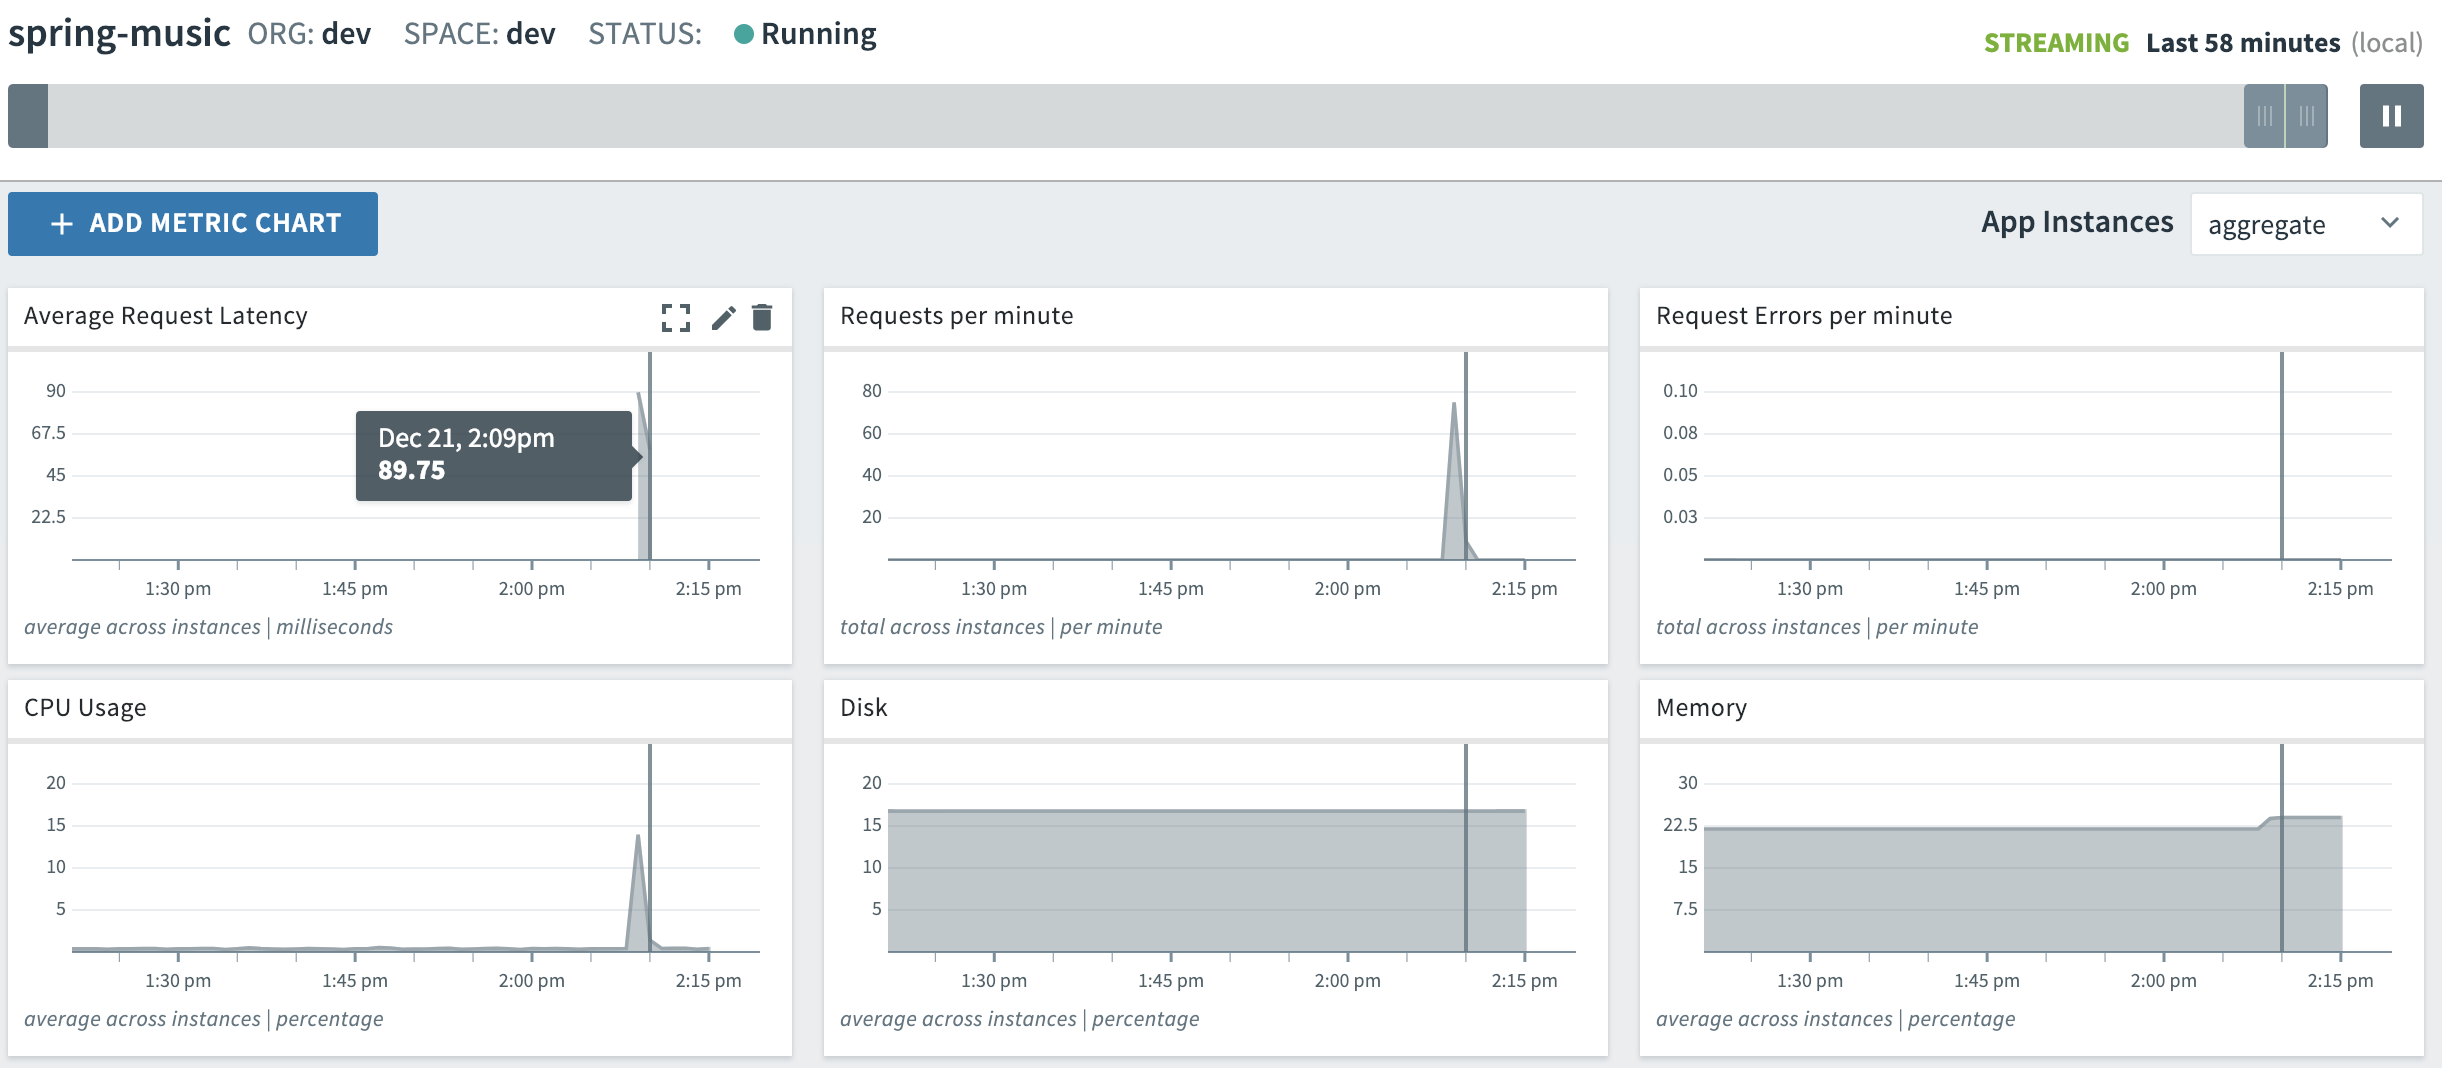 spring-music ORG: dev SPACE: dev STATUS: Running
STREAMING Last 58 minutes (local)
+ ADD METRIC CHART
App Instances aggregate
Average Request Latency
90
67.5
45
22.5
Dec 21, 2:09pm
89.75
1:30 pm 1:45 pm 2:00 pm 2:15 pm
average across instances | milliseconds
Requests per minute
80
60
40
20
1:30 pm 1:45 pm 2:00 pm 2:15 pm
total across instances | per minute
Request Errors per minute
0.10
0.08
0.05
0.03
1:30 pm 1:45 pm 2:00 pm 2:15 pm
total across instances | per minute
CPU Usage
20
15
10
5
1:30 pm 1:45 pm 2:00 pm 2:15 pm
average across instances | percentage
Disk
20
15
10
5
1:30 pm 1:45 pm 2:00 pm 2:15 pm
average across instances | percentage
Memory
30
22.5
15
7.5
1:30 pm 1:45 pm 2:00 pm 2:15 pm
average across instances | percentage